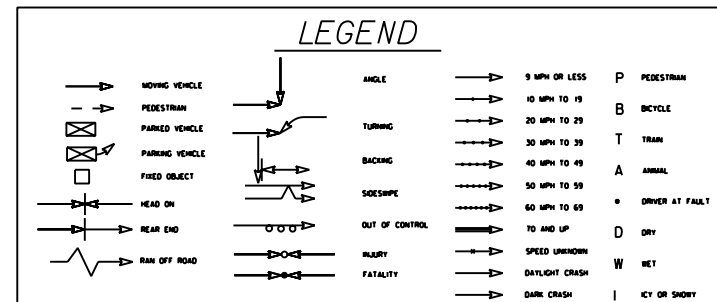 LEGEND
MOVING VEHICLE
PEDESTRIAN
PARKED VEHICLE
PARKING VEHICLE
FIXED OBJECT
HEAD ON
REAR END
RAN OFF ROAD
ANGLE
TURNING
BACKING
SIDESWIPE
OUT OF CONTROL
INJURY
FATALITY
9 MPH OR LESS
10 MPH TO 19
20 MPH TO 29
30 MPH TO 39
40 MPH TO 49
50 MPH TO 59
60 MPH TO 69
70 AND UP
SPEED UNKNOWN
DAYLIGHT CRASH
DARK CRASH
P PEDESTRIAN
B BICYCLE
T TRAIN
A ANIMAL
DRIVER AT FAULT
D DRY
W WET
I ICY OR SNOWY